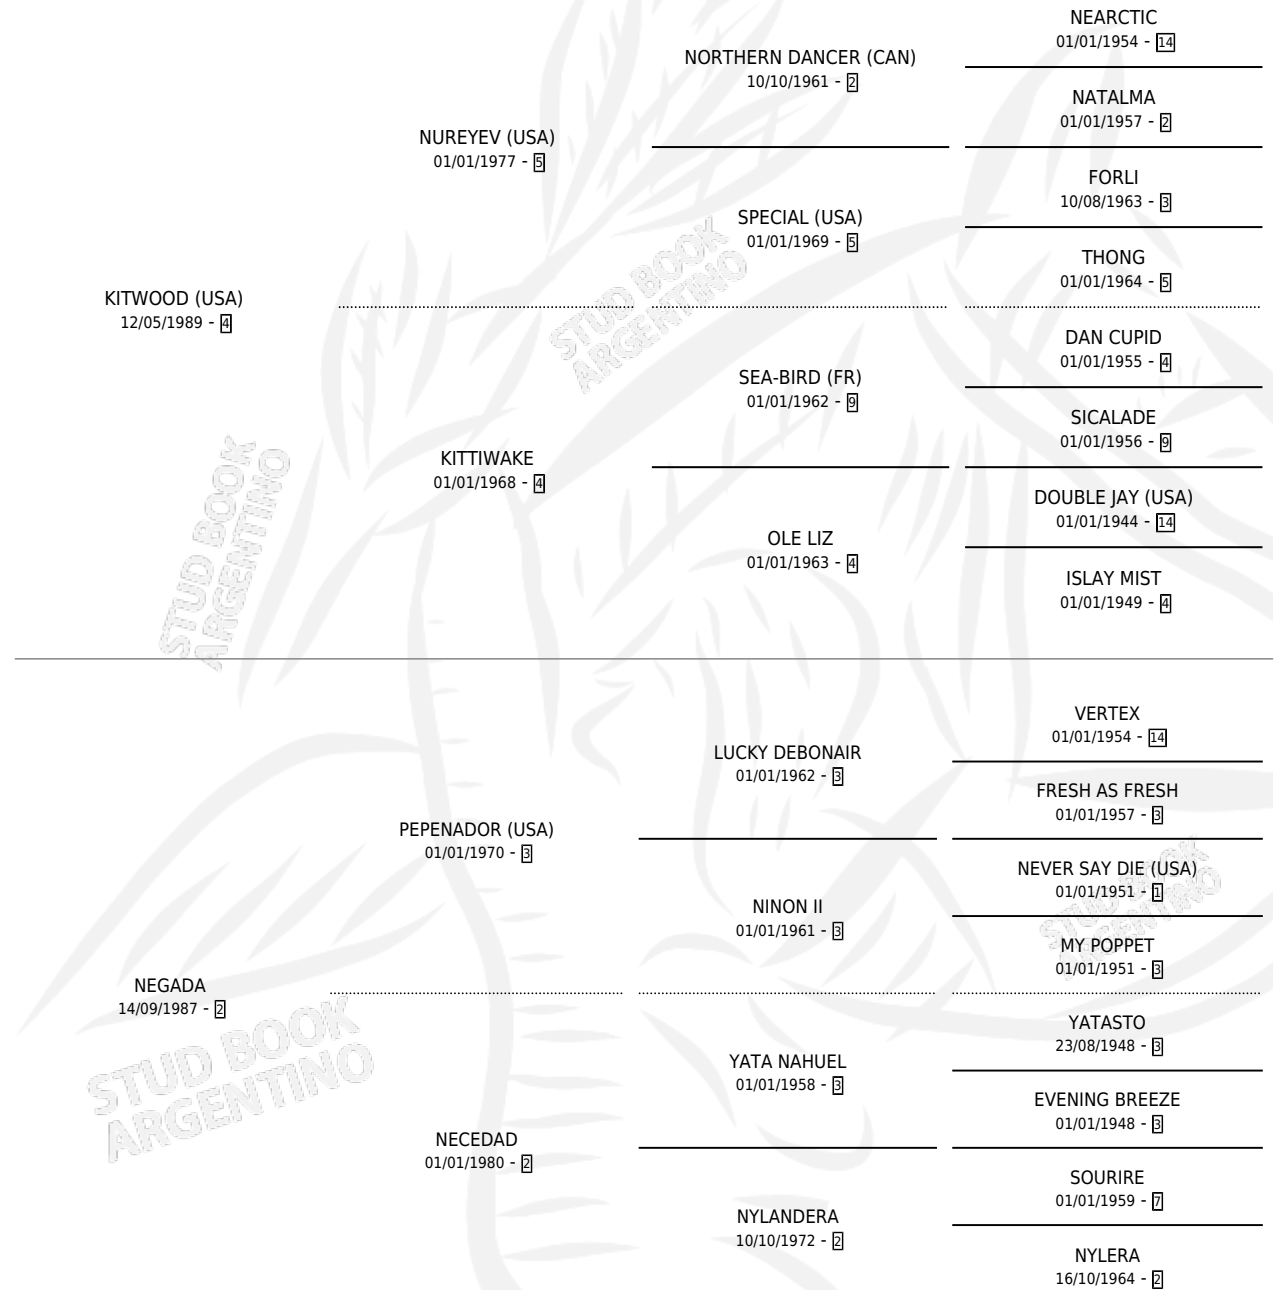 NEARCTIC
01/01/1954 - 14
NORTHERN DANCER (CAN)
10/10/1961 - 2
NATALMA
01/01/1957 - 2
NUREYEV (USA)
01/01/1977 - 5
FORLI
10/08/1963 - 3
SPECIAL (USA)
01/01/1969 - 5
THONG
01/01/1964 - 5
KITWOOD (USA)
12/05/1989 - 4
DAN CUPID
01/01/1955 - 4
SEA-BIRD (FR)
01/01/1962 - 9
SICALADE
01/01/1956 - 9
KITTIWAKE
01/01/1968 - 4
DOUBLE JAY (USA)
01/01/1944 - 14
OLE LIZ
01/01/1963 - 4
ISLAY MIST
01/01/1949 - 4
VERTEX
01/01/1954 - 14
LUCKY DEBONAIR
01/01/1962 - 3
FRESH AS FRESH
01/01/1957 - 3
PEPENADOR (USA)
01/01/1970 - 3
NEVER SAY DIE (USA)
01/01/1951 - 1
NINON II
01/01/1961 - 3
MY POPPET
01/01/1951 - 3
NEGADA
14/09/1987 - 2
YATASTO
23/08/1948 - 3
YATA NAHUEL
01/01/1958 - 3
EVENING BREEZE
01/01/1948 - 3
NECEDAD
01/01/1980 - 2
SOURIRE
01/01/1959 - 7
NYLANDERA
10/10/1972 - 2
NYLERA
16/10/1964 - 2
STUD BOOK
ARGENTINO
STUD BOOK
ARGENTINO
STUD BOOK
ARGENTINO
STUD BOOK
ARGENTINO